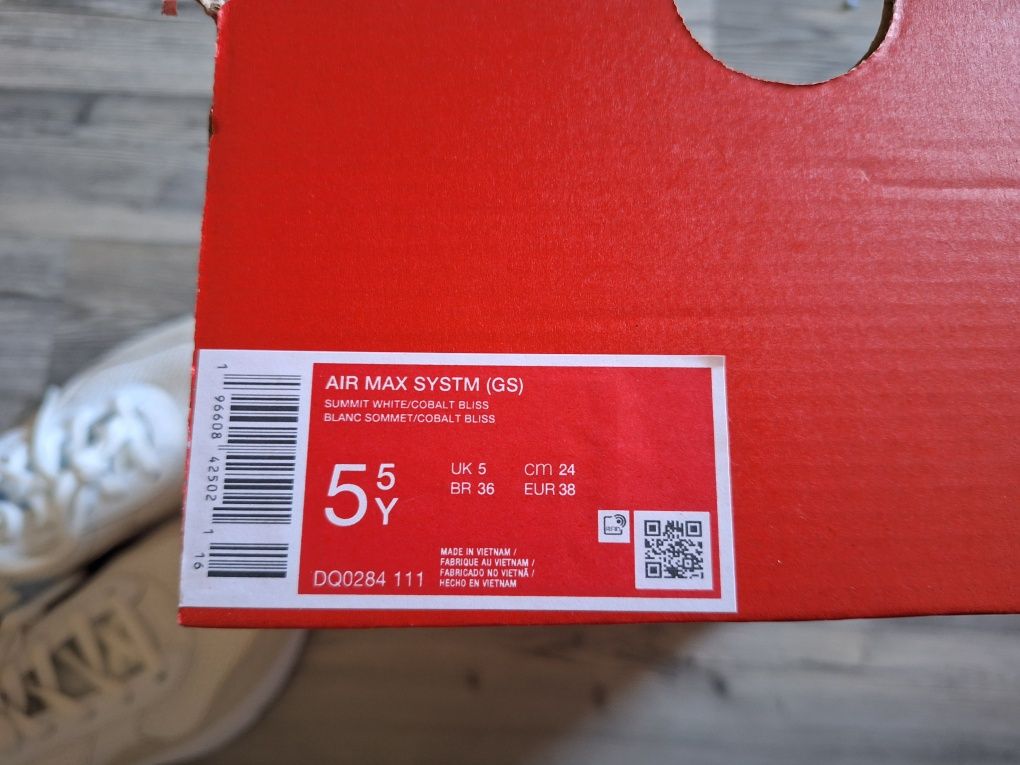 AIR MAX SYSTM (GS)
SUMMIT WHITE/COBALT BLISS
BLANC SOMMET/COBALT BLISS
5 5 Y
UK 5 cm 24
BR 36 EUR 38
RFID
MADE IN VIETNAM /
FABRIQUE AU VIETNAM /
FABRICADO NO VIETNÃ /
HECHO EN VIETNAM
DQ0284 111
1 96608 42502 1 16